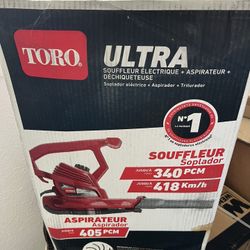 TORO
ULTRA
SOUFFLEUR ÉLECTRIQUE + ASPIRATEUR +
DÉCHIQUETEUSE
Soplador eléctrico + Aspirador + Triturador
N°1
SOUFFLEUR
Soplador
340 PCM
418 Km/h
ASPIRATEUR
Aspirador
405 PCM